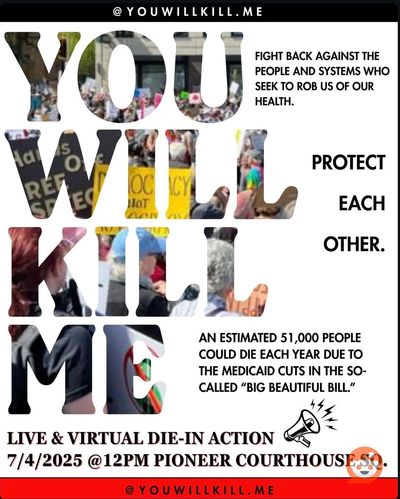 @YOUWILLKILL.ME
YOU
FIGHT BACK AGAINST THE
PEOPLE AND SYSTEMS WHO
SEEK TO ROB US OF OUR
HEALTH.
WILL
PROTECT
EACH
OTHER.
KILL
ME
AN ESTIMATED 51,000 PEOPLE
COULD DIE EACH YEAR DUE TO
THE MEDICAID CUTS IN THE SO-
CALLED “BIG BEAUTIFUL BILL.”
LIVE & VIRTUAL DIE-IN ACTION
7/4/2025 @12PM PIONEER COURTHOUSE SQ.
@YOUWILLKILL.ME